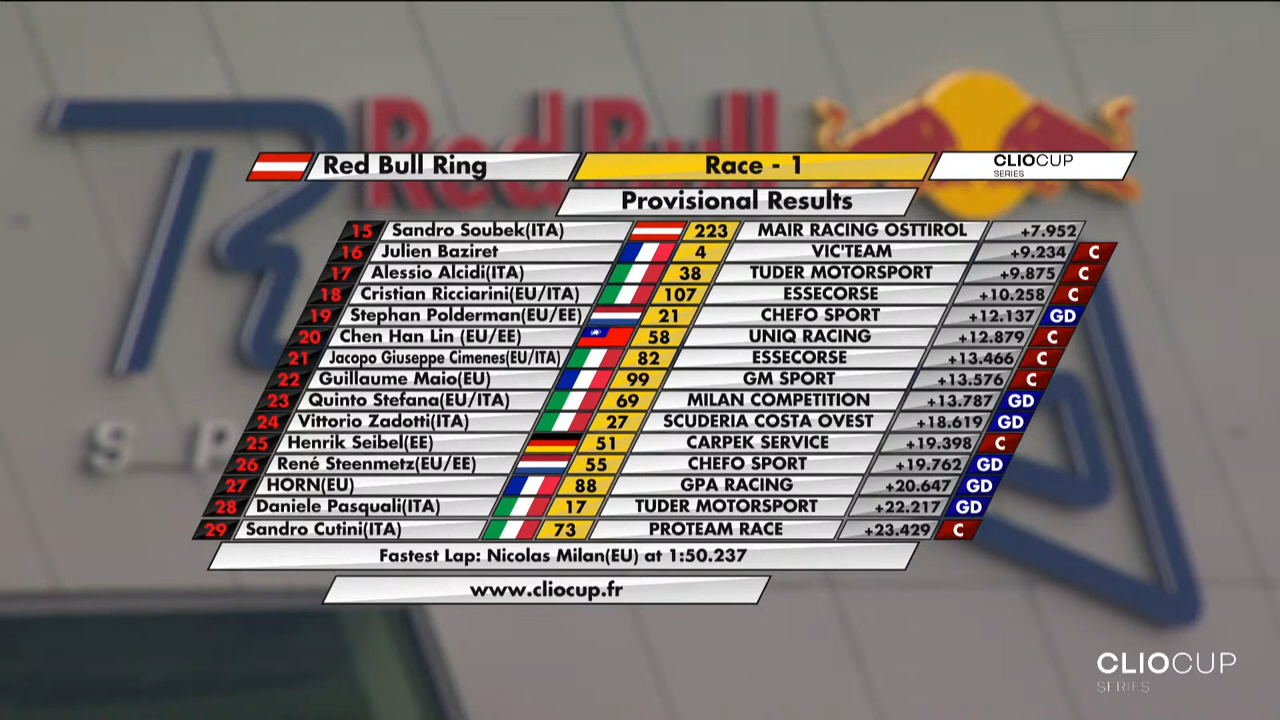 Red Bull
Red Bull Ring Race - 1 CLIOCUP
SERIES
Provisional Results
15 Sandro Soubek(ITA) 223 MAIR RACING OSTTIROL +7.952
16 Julien Baziret 4 VIC'TEAM +9.234 C
17 Alessio Alcidi(ITA) 38 TUDER MOTORSPORT +9.875 C
18 Cristian Ricciarini(EU/ITA) 107 ESSECORSE +10.258 C
19 Stephan Polderman(EU/EE) 21 CHEFO SPORT +12.137 GD
20 Chen Han Lin (EU/EE) 58 UNIQ RACING +12.879 C
21 Jacopo Giuseppe Cimenes(EU/ITA) 82 ESSECORSE +13.466 C
22 Guillaume Maio(EU) 99 GM SPORT +13.576 C
23 Quinto Stefana(EU/ITA) 69 MILAN COMPETITION +13.787 GD
24 Vittorio Zadotti(ITA) 27 SCUDERIA COSTA OVEST +18.619 GD
25 Henrik Seibel(EE) 51 CARPEK SERVICE +19.398 C
26 René Steenmetz(EU/EE) 55 CHEFO SPORT +19.762 GD
27 HORN(EU) 88 GPA RACING +20.647 GD
28 Daniele Pasquali(ITA) 17 TUDER MOTORSPORT +22.217 GD
29 Sandro Cutini(ITA) 73 PROTEAM RACE +23.429 C
Fastest Lap: Nicolas Milan(EU) at 1:50.237
www.cliocup.fr
CLIOCUP
SERIES